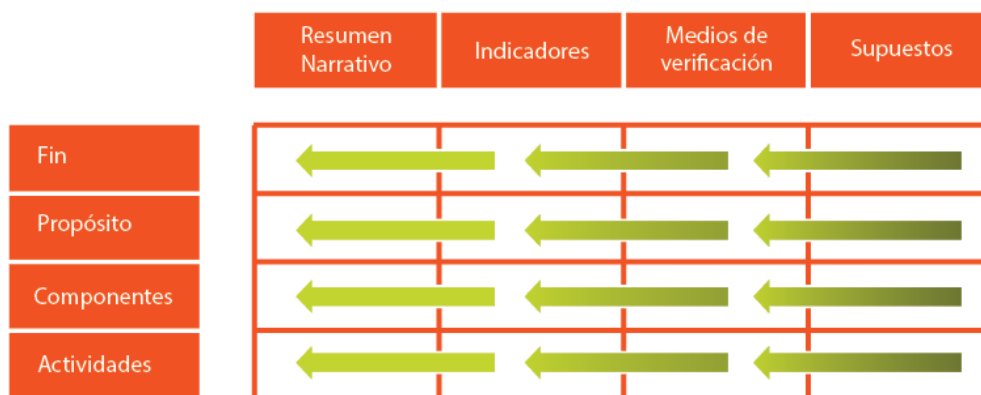 Resumen
Narrativo
Indicadores
Medios de
verificación
Supuestos
Fin
Propósito
Componentes
Actividades